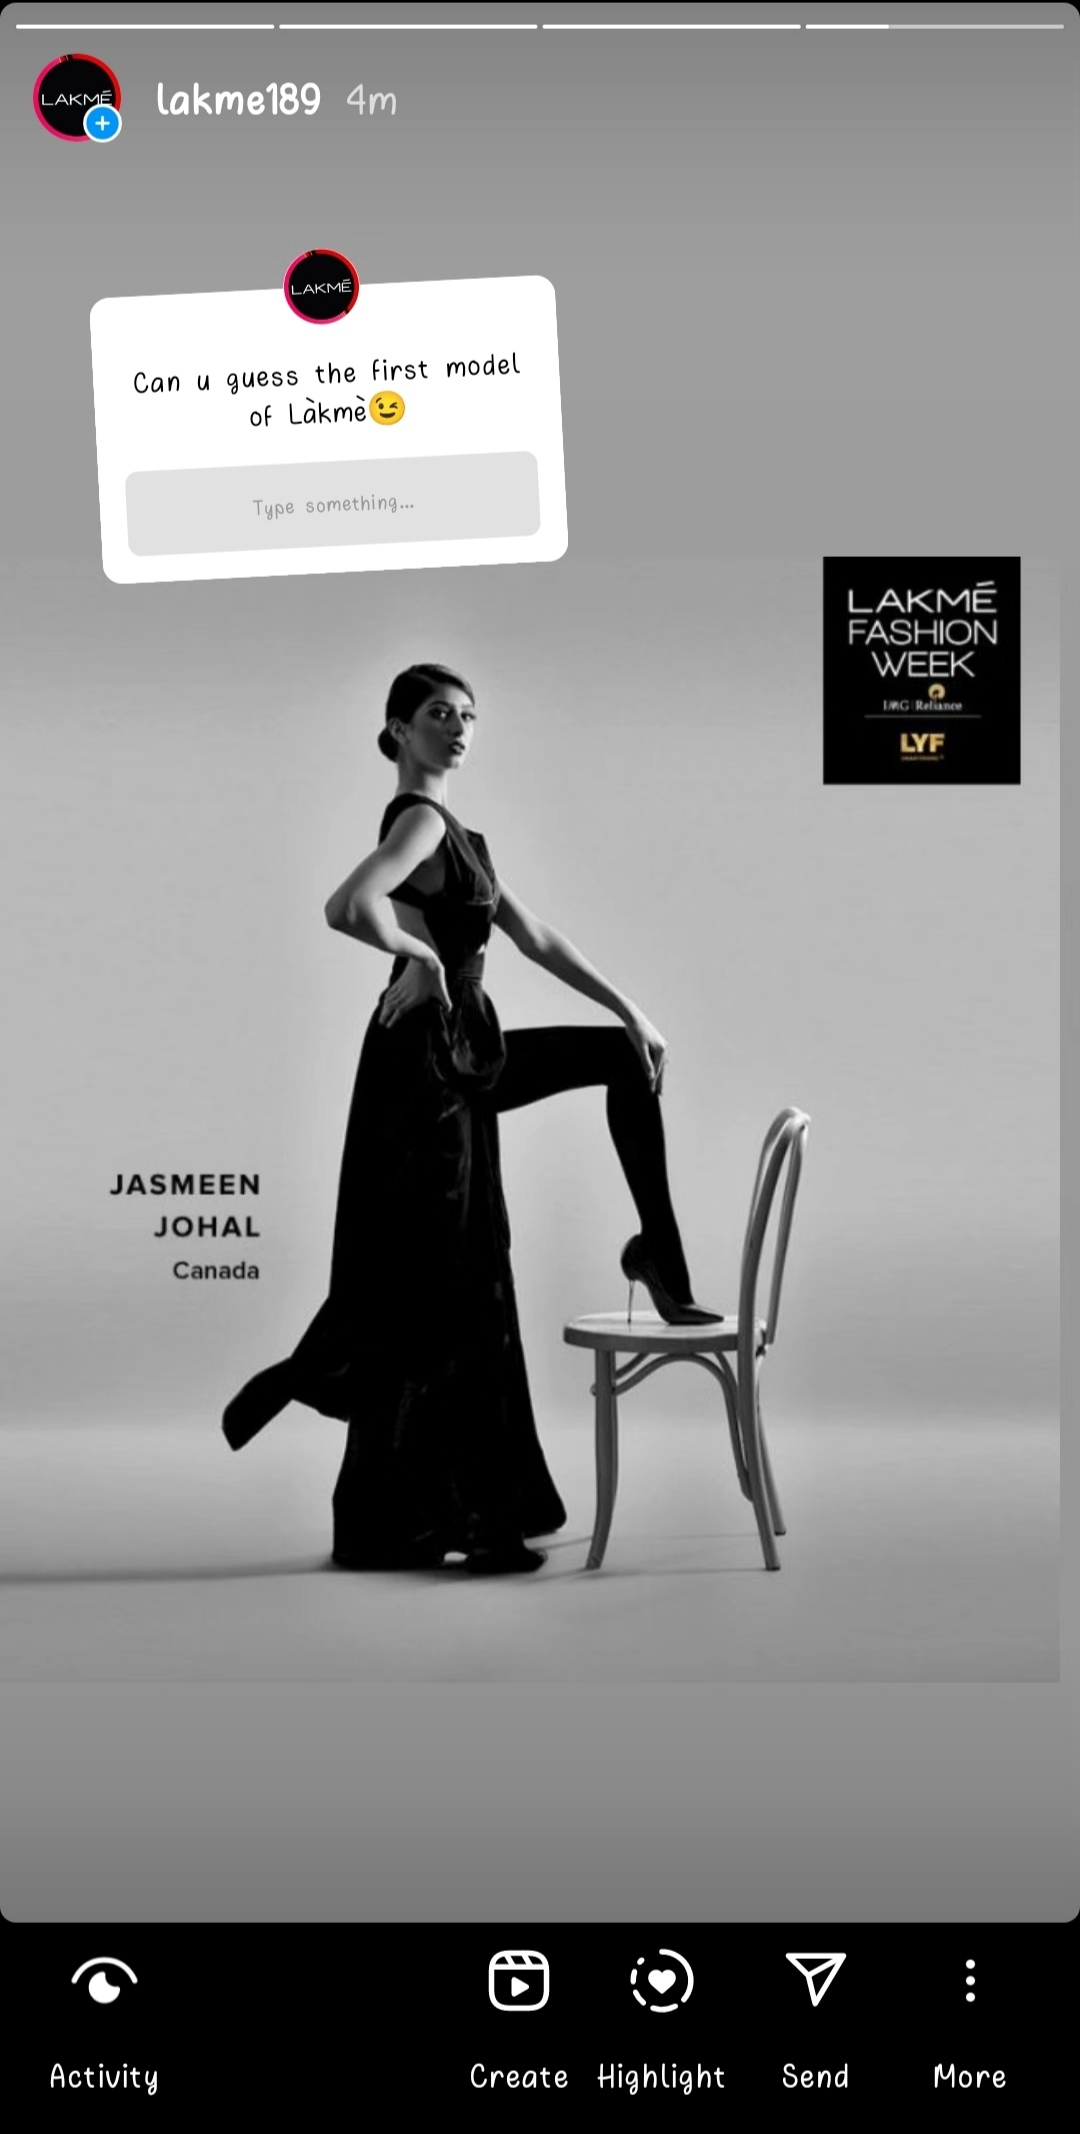 LAKMÉ
lakme189 4m
LAKMÉ
Can u guess the first model
of Làkmè😉
Type something...
LAKMÉ
FASHION
WEEK
IMG Reliance
LYF
JASMEEN
JOHAL
Canada
Activity
Create
Highlight
Send
More